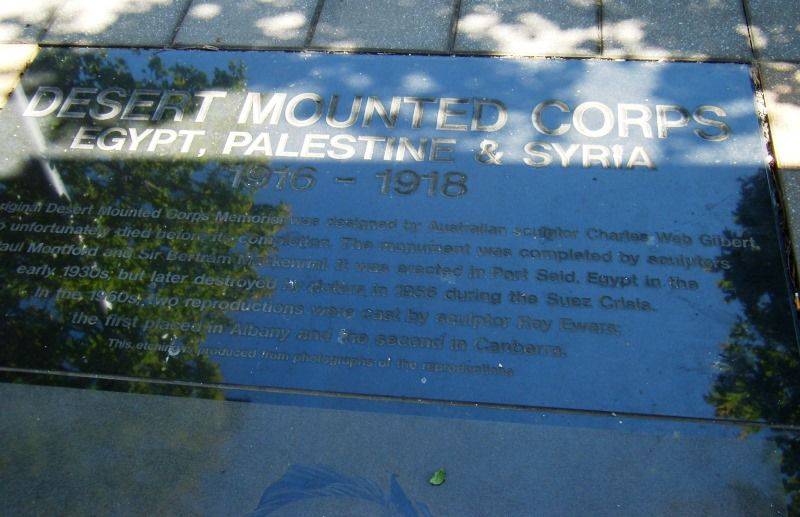 DESERT MOUNTED CORPS
EGYPT, PALESTINE & SYRIA
1916 - 1918
Desert Mounted Corps Memorial was designed by Australian sculptor Charles Web Gilbert,
unfortunately died before its completion. The monument was completed by sculptors
Paul Montford and Sir Bertram Mackennal. It was erected in Port Said, Egypt in the
early 1930s, but later destroyed by rioters in 1956 during the Suez Crisis.
In the 1960s, two reproductions were cast by sculptor Ray Ewers;
the first placed in Albany and the second in Canberra.
This etching is produced from photographs of the reproductions